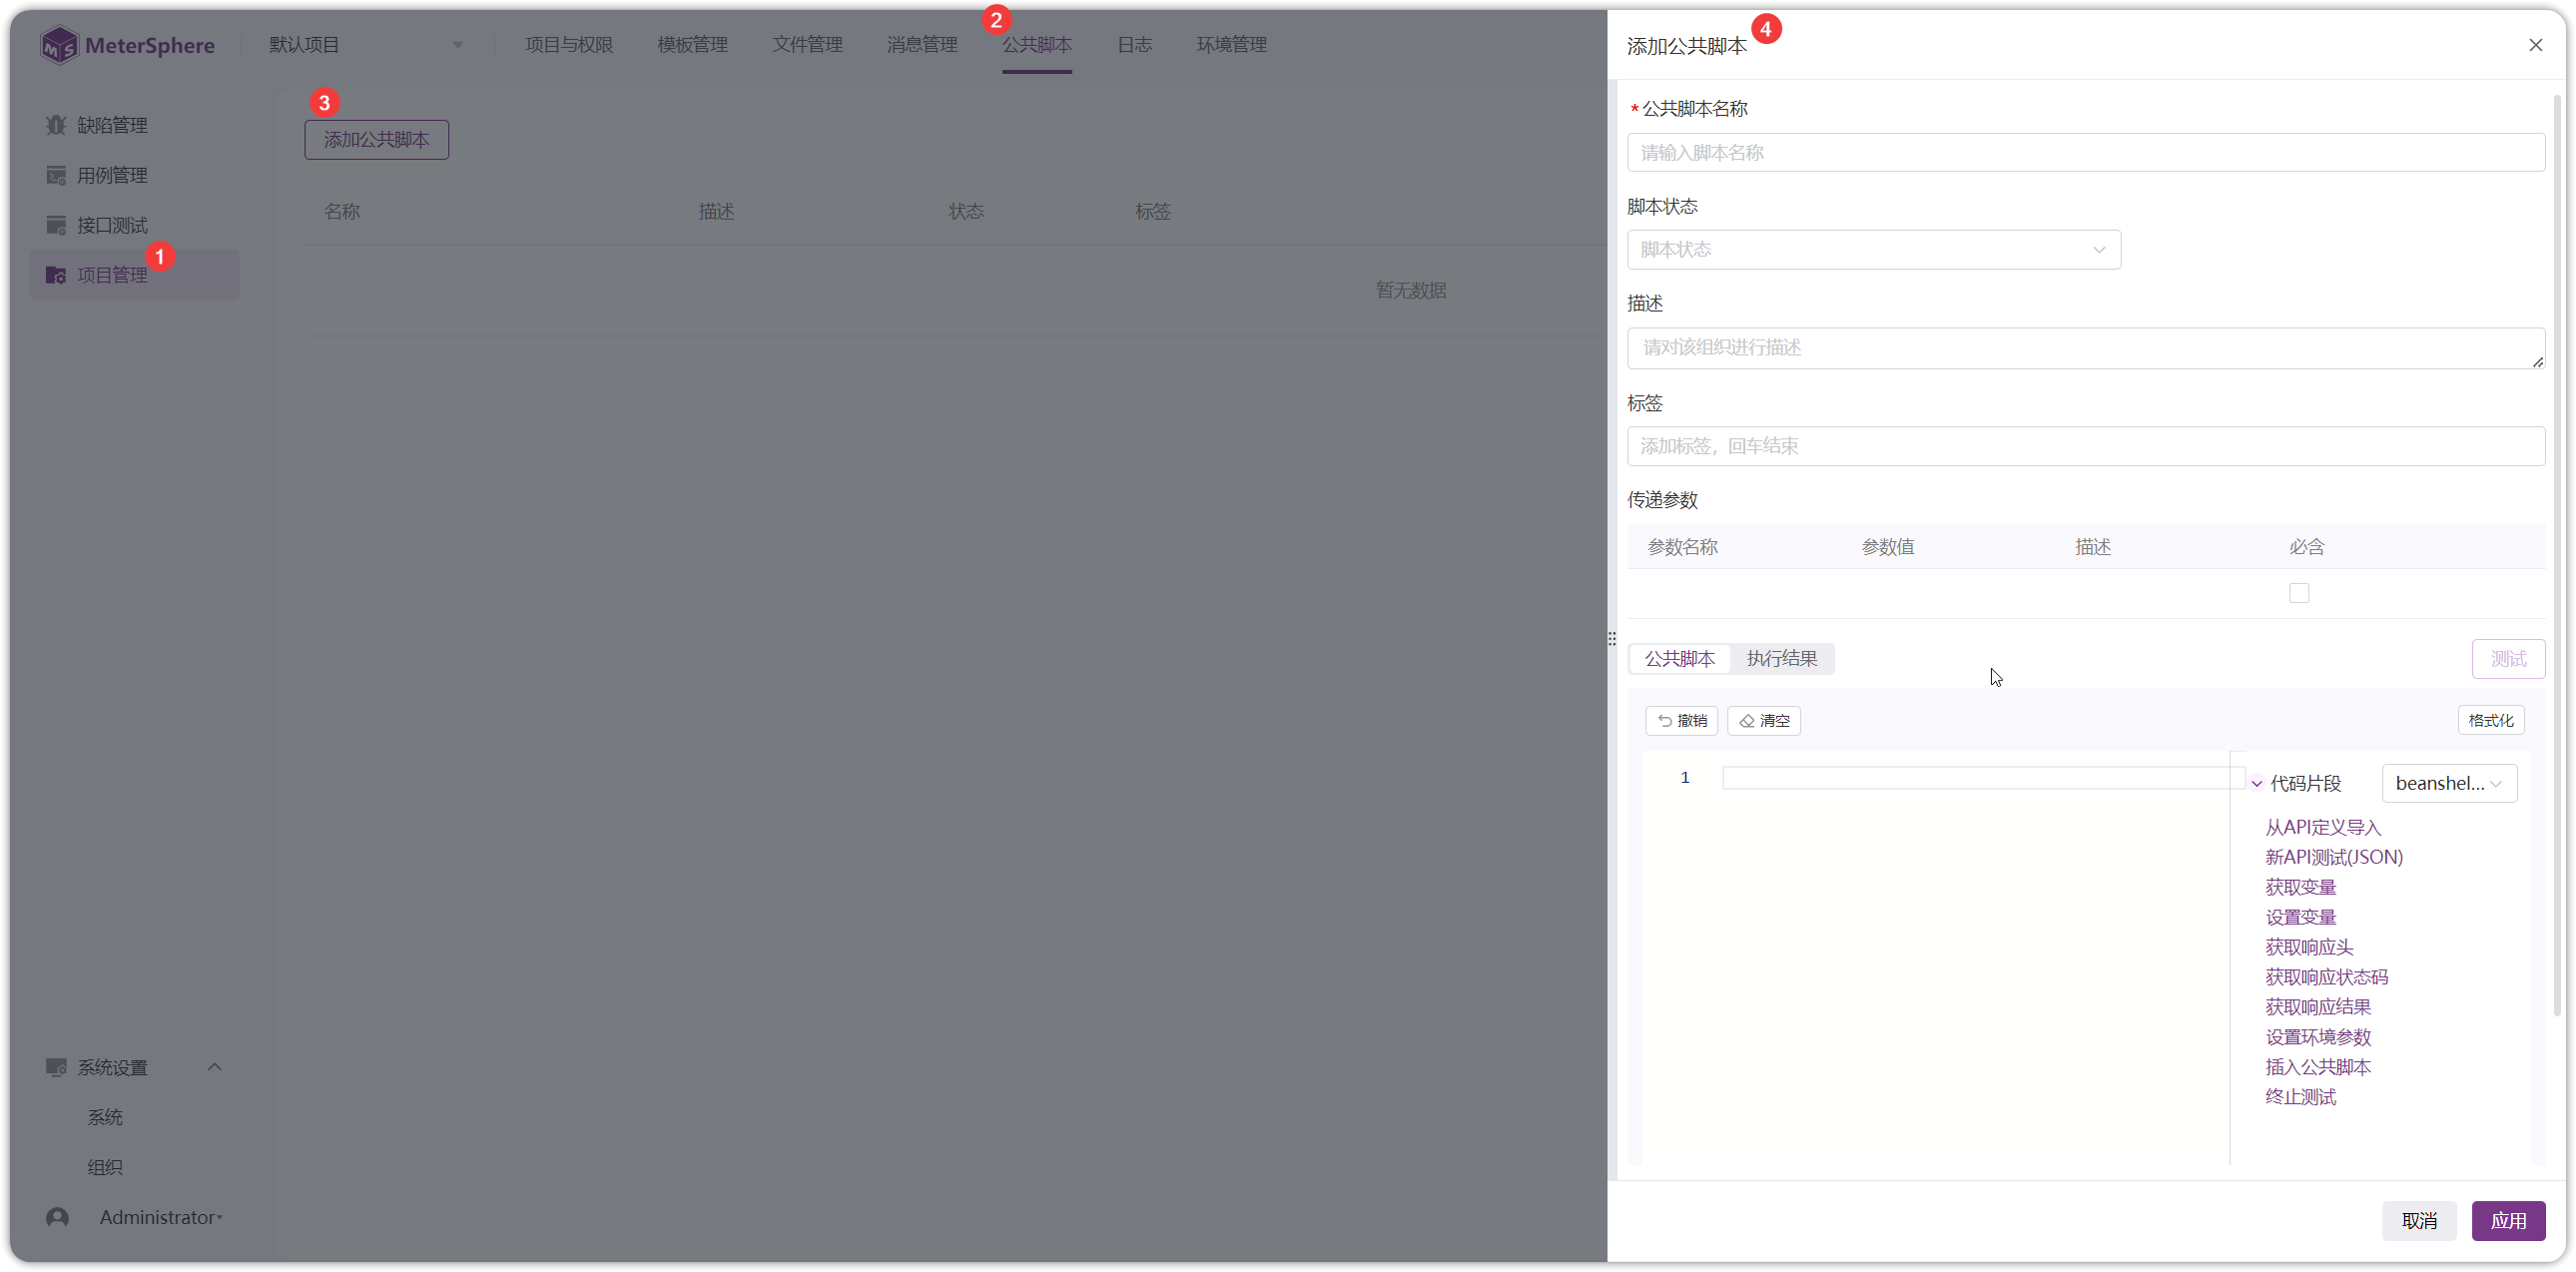 MeterSphere
默认项目
项目与权限
模板管理
文件管理
消息管理
2
公共脚本
日志
环境管理
缺陷管理
用例管理
接口测试
1
项目管理
系统设置
系统
组织
Administrator
3
添加公共脚本
名称 描述 状态 标签
暂无数据
添加公共脚本
4
* 公共脚本名称
请输入脚本名称
脚本状态
脚本状态
描述
请对该组织进行描述
标签
添加标签，回车结束
传递参数
参数名称 参数值 描述 必含
公共脚本 执行结果 测试
撤销 清空 格式化
1
代码片段 beanshel...
从API定义导入
新API测试(JSON)
获取变量
设置变量
获取响应头
获取响应状态码
获取响应结果
设置环境参数
插入公共脚本
终止测试
取消 应用